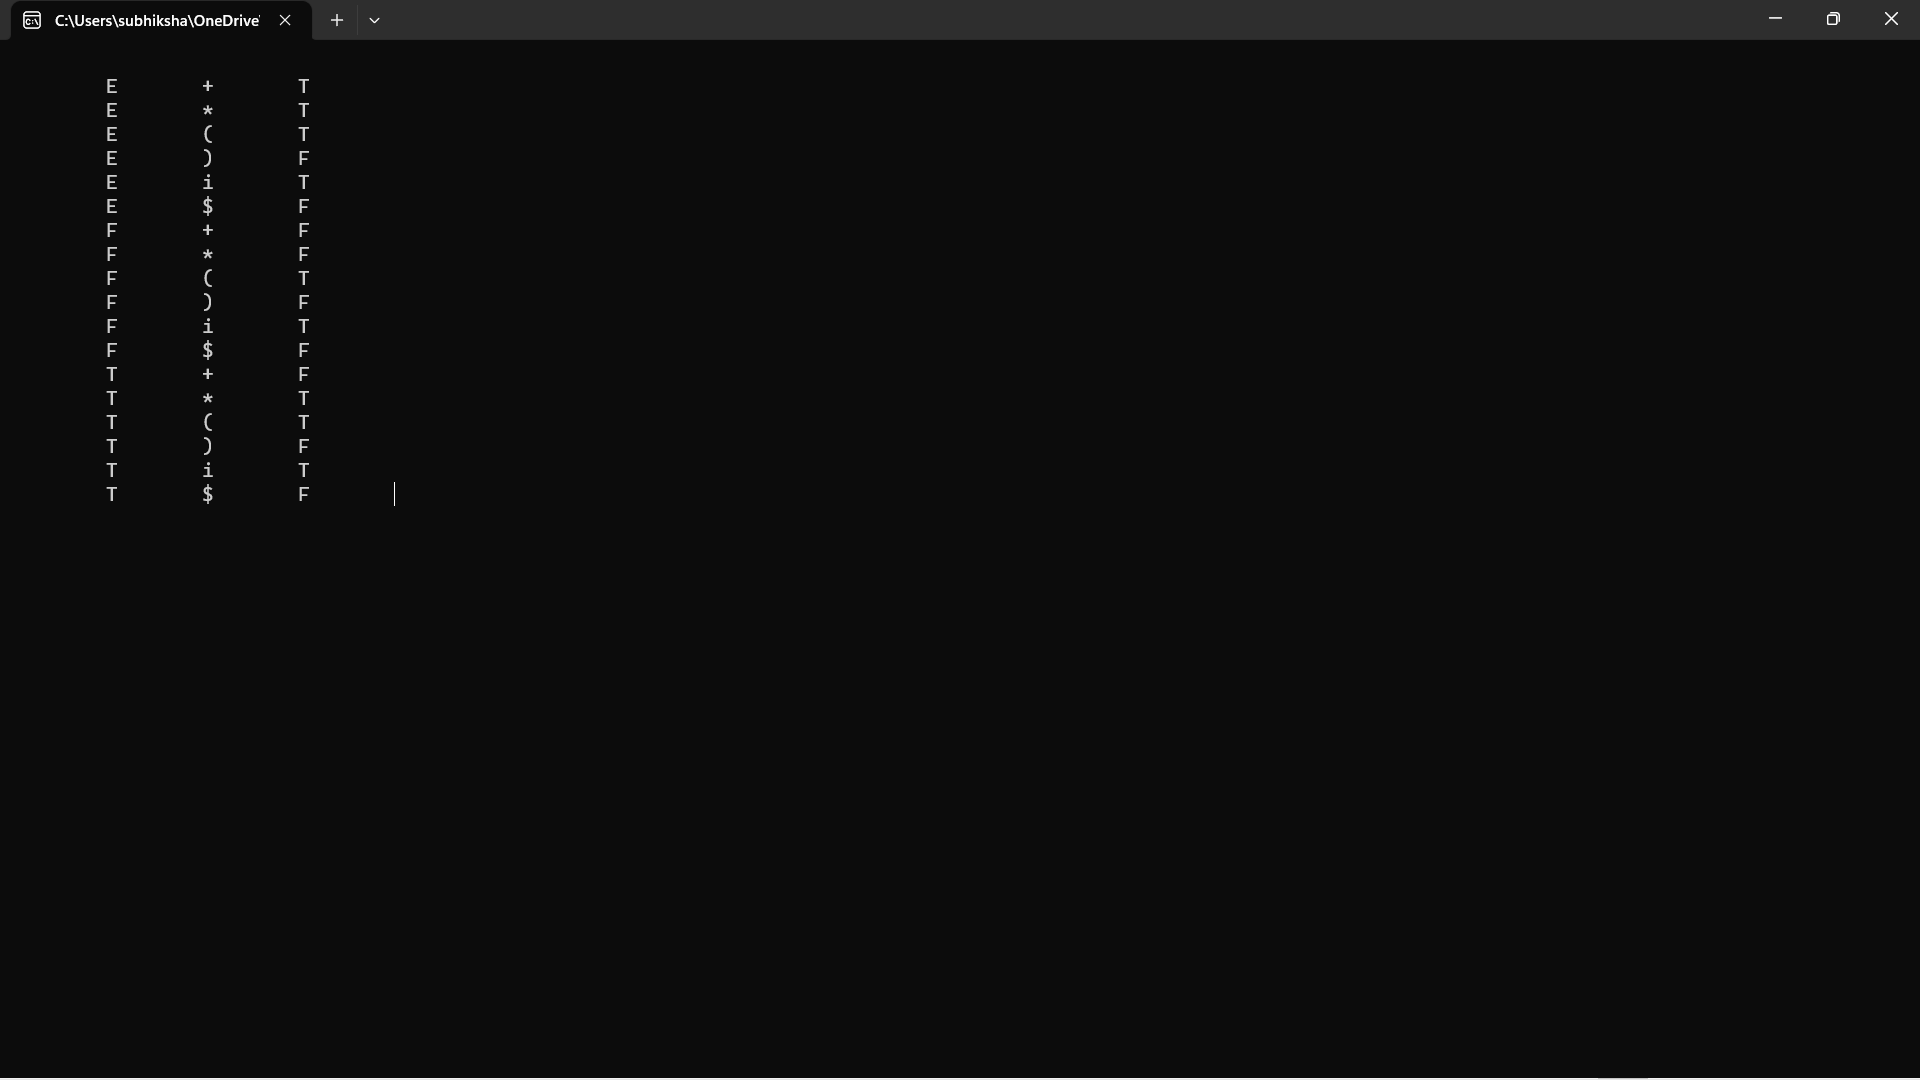 C:\Users\subhiksha\OneDrive
E + T
E * T
E ( T
E ) F
E i T
E $ F
F + F
F * F
F ( T
F ) F
F i T
F $ F
T + F
T * T
T ( T
T ) F
T i T
T $ F